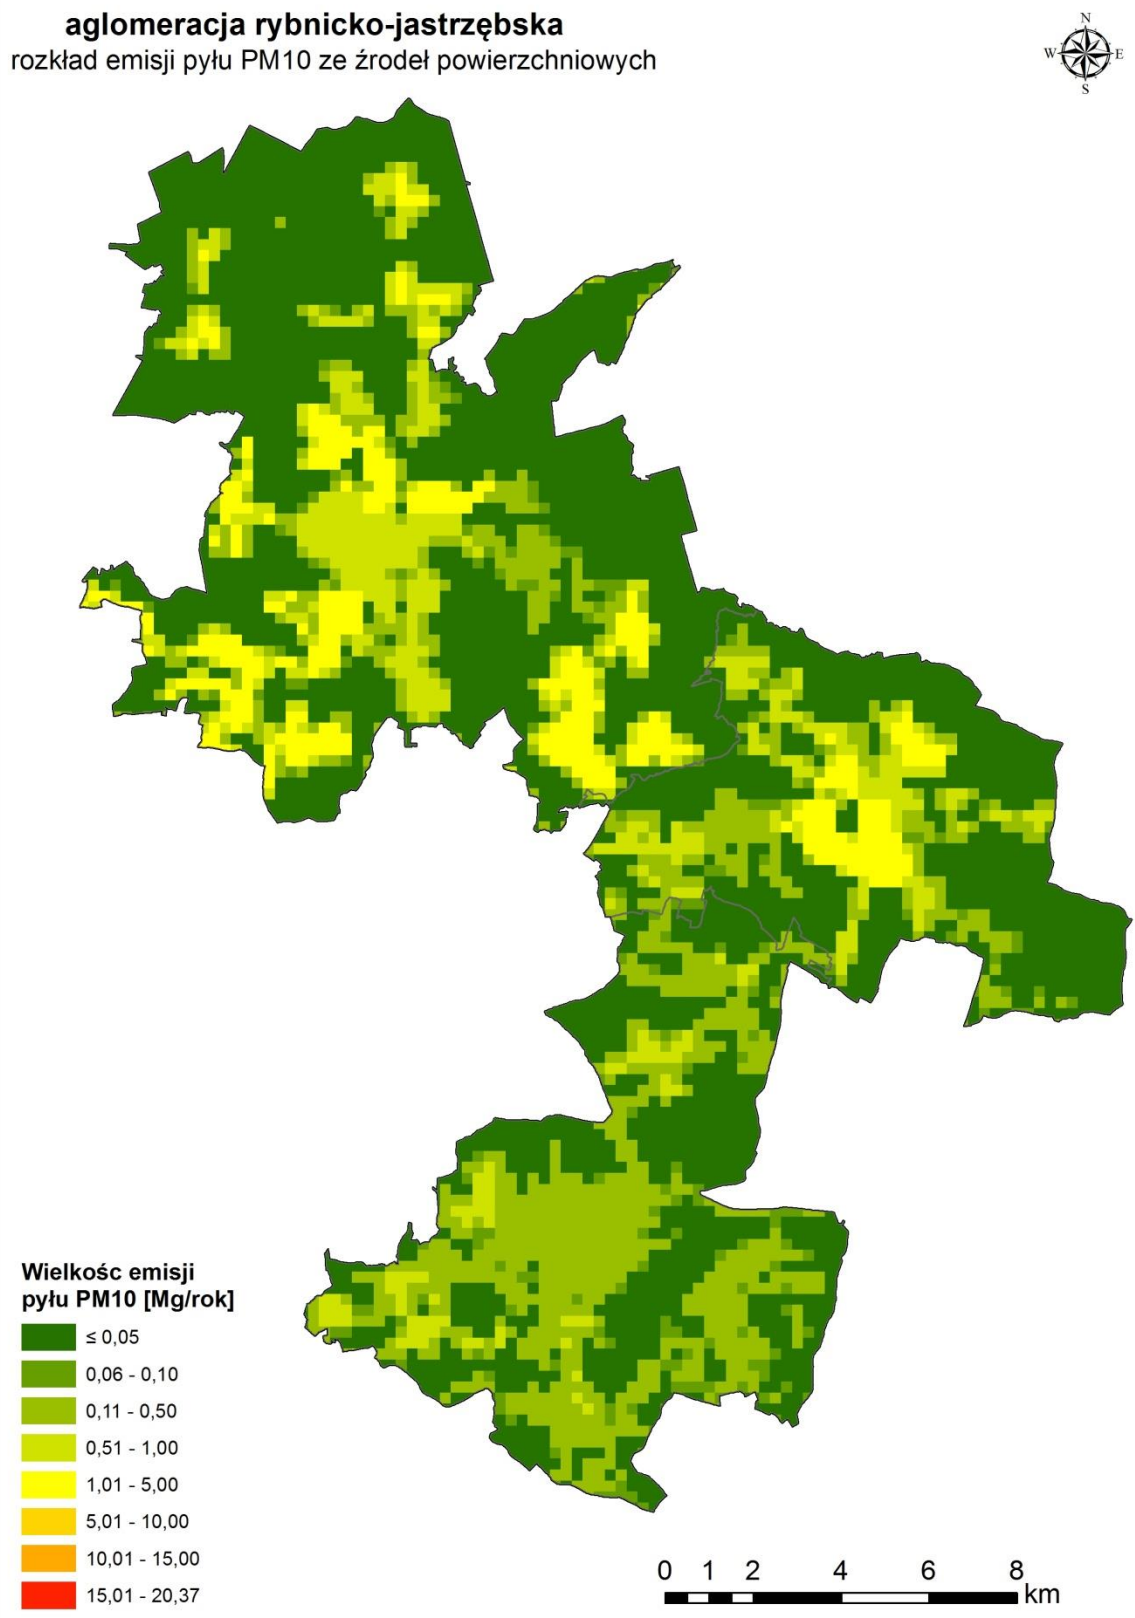 aglomeracja rybnicko-jastrzębska
rozkład emisji pyłu PM10 ze źrodeł powierzchniowych
N
W E
S
Wielkośc emisji
pyłu PM10 [Mg/rok]
≤ 0,05
0,06 - 0,10
0,11 - 0,50
0,51 - 1,00
1,01 - 5,00
5,01 - 10,00
10,01 - 15,00
15,01 - 20,37
0 1 2 4 6 8
km